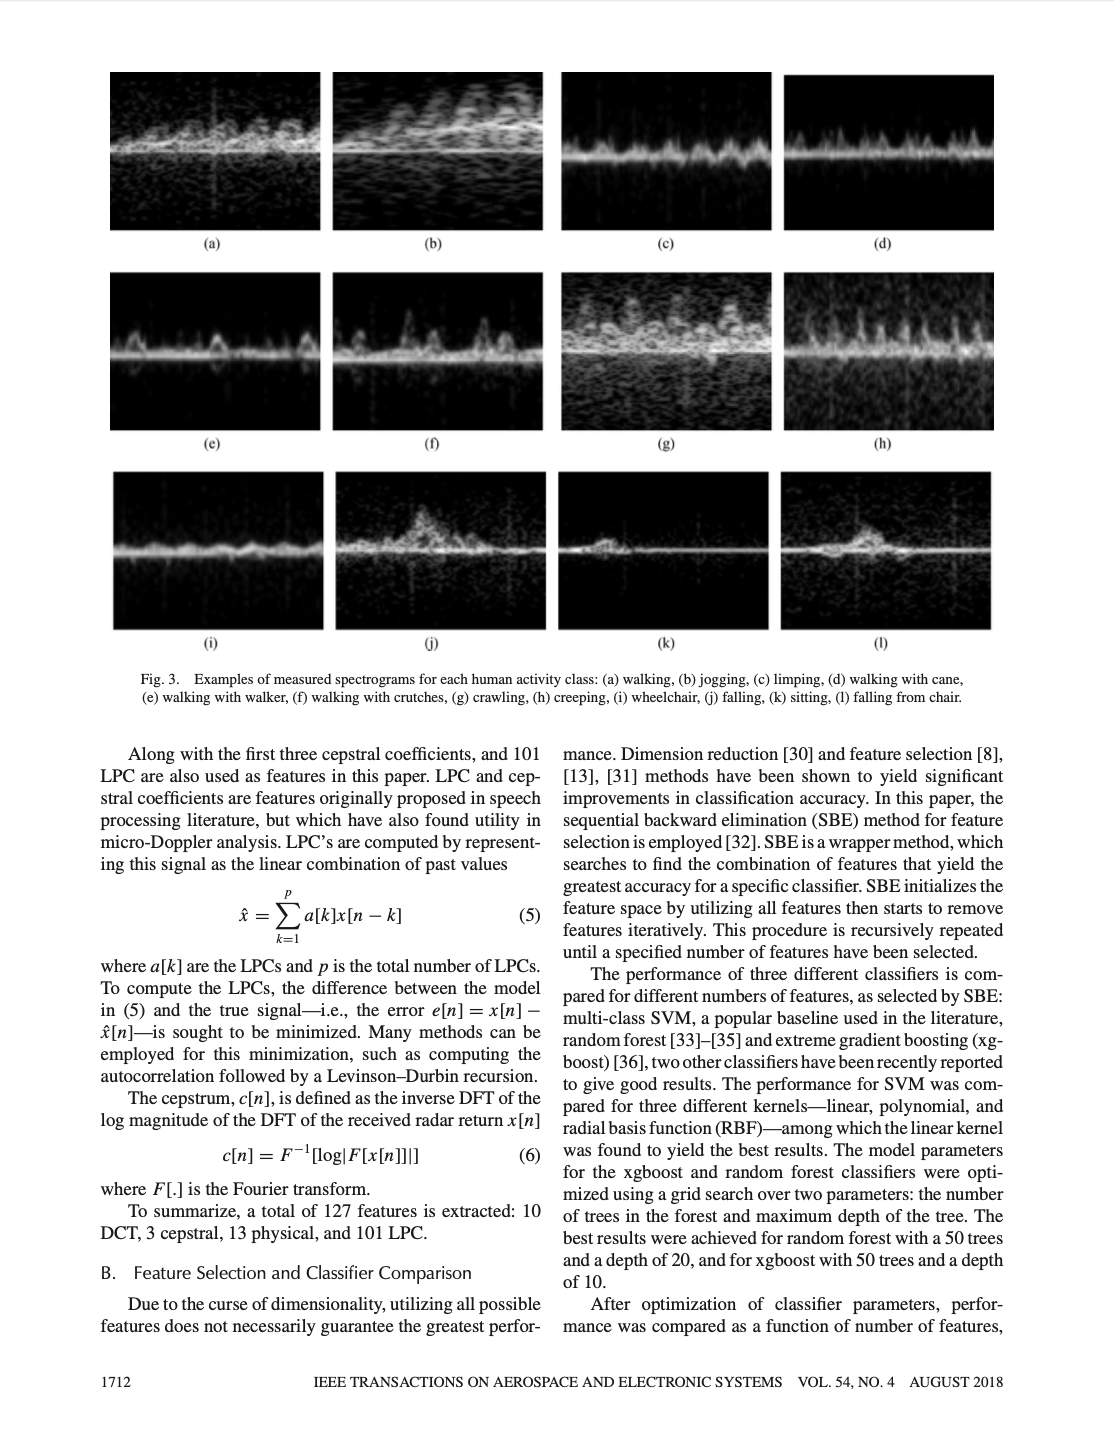 (a)
(b)
(c)
(d)
(e)
(f)
(g)
(h)
(i)
(j)
(k)
(l)
Fig. 3. Examples of measured spectrograms for each human activity class: (a) walking, (b) jogging, (c) limping, (d) walking with cane,
(e) walking with walker, (f) walking with crutches, (g) crawling, (h) creeping, (i) wheelchair, (j) falling, (k) sitting, (l) falling from chair.
Along with the first three cepstral coefficients, and 101
LPC are also used as features in this paper. LPC and cep-
stral coefficients are features originally proposed in speech
processing literature, but which have also found utility in
micro-Doppler analysis. LPC's are computed by represent-
ing this signal as the linear combination of past values
x̂ = ∑_{k=1}^{p} a[k]x[n − k] (5)
where a[k] are the LPCs and p is the total number of LPCs.
To compute the LPCs, the difference between the model
in (5) and the true signal—i.e., the error e[n] = x[n] −
x̂[n]—is sought to be minimized. Many methods can be
employed for this minimization, such as computing the
autocorrelation followed by a Levinson–Durbin recursion.
The cepstrum, c[n], is defined as the inverse DFT of the
log magnitude of the DFT of the received radar return x[n]
c[n] = F⁻¹[log|F[x[n]]|] (6)
where F[.] is the Fourier transform.
To summarize, a total of 127 features is extracted: 10
DCT, 3 cepstral, 13 physical, and 101 LPC.
B. Feature Selection and Classifier Comparison
Due to the curse of dimensionality, utilizing all possible
features does not necessarily guarantee the greatest perfor-
mance. Dimension reduction [30] and feature selection [8],
[13], [31] methods have been shown to yield significant
improvements in classification accuracy. In this paper, the
sequential backward elimination (SBE) method for feature
selection is employed [32]. SBE is a wrapper method, which
searches to find the combination of features that yield the
greatest accuracy for a specific classifier. SBE initializes the
feature space by utilizing all features then starts to remove
features iteratively. This procedure is recursively repeated
until a specified number of features have been selected.
The performance of three different classifiers is com-
pared for different numbers of features, as selected by SBE:
multi-class SVM, a popular baseline used in the literature,
random forest [33]–[35] and extreme gradient boosting (xg-
boost) [36], two other classifiers have been recently reported
to give good results. The performance for SVM was com-
pared for three different kernels—linear, polynomial, and
radial basis function (RBF)—among which the linear kernel
was found to yield the best results. The model parameters
for the xgboost and random forest classifiers were opti-
mized using a grid search over two parameters: the number
of trees in the forest and maximum depth of the tree. The
best results were achieved for random forest with a 50 trees
and a depth of 20, and for xgboost with 50 trees and a depth
of 10.
After optimization of classifier parameters, perfor-
mance was compared as a function of number of features,
1712 IEEE TRANSACTIONS ON AEROSPACE AND ELECTRONIC SYSTEMS VOL. 54, NO. 4 AUGUST 2018